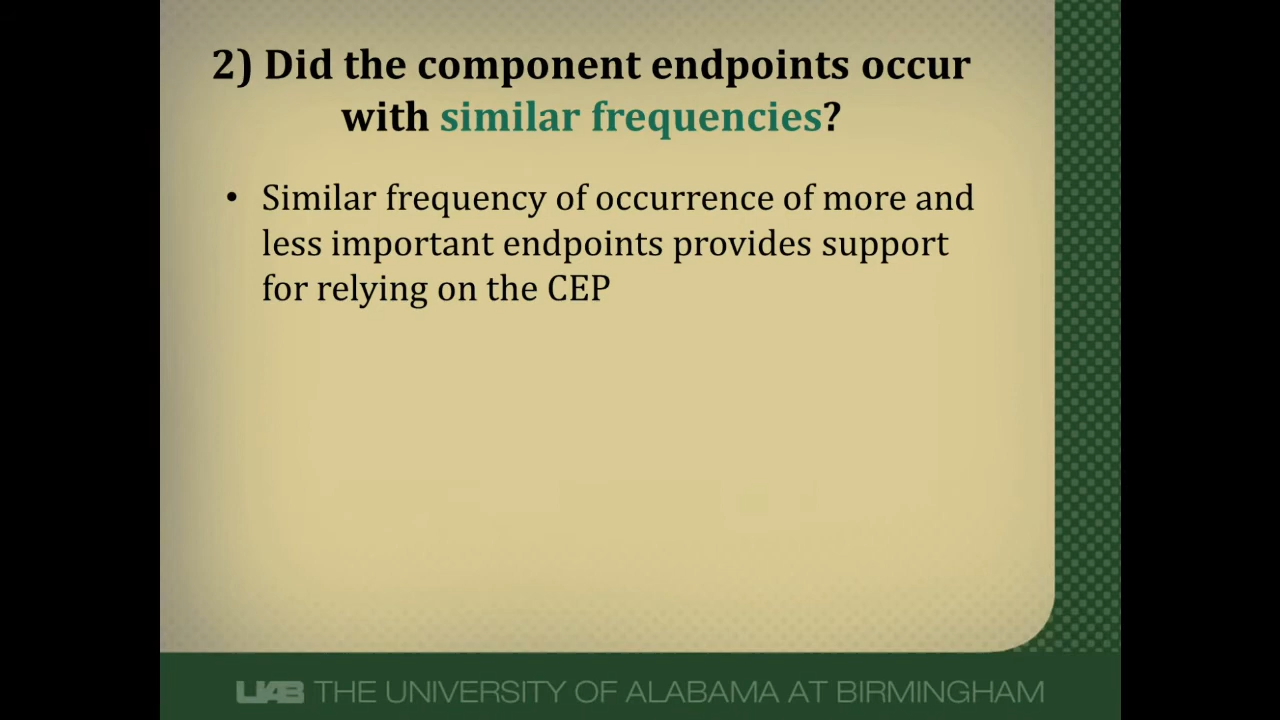 2) Did the component endpoints occur
with similar frequencies?
• Similar frequency of occurrence of more and
less important endpoints provides support
for relying on the CEP
UAB THE UNIVERSITY OF ALABAMA AT BIRMINGHAM